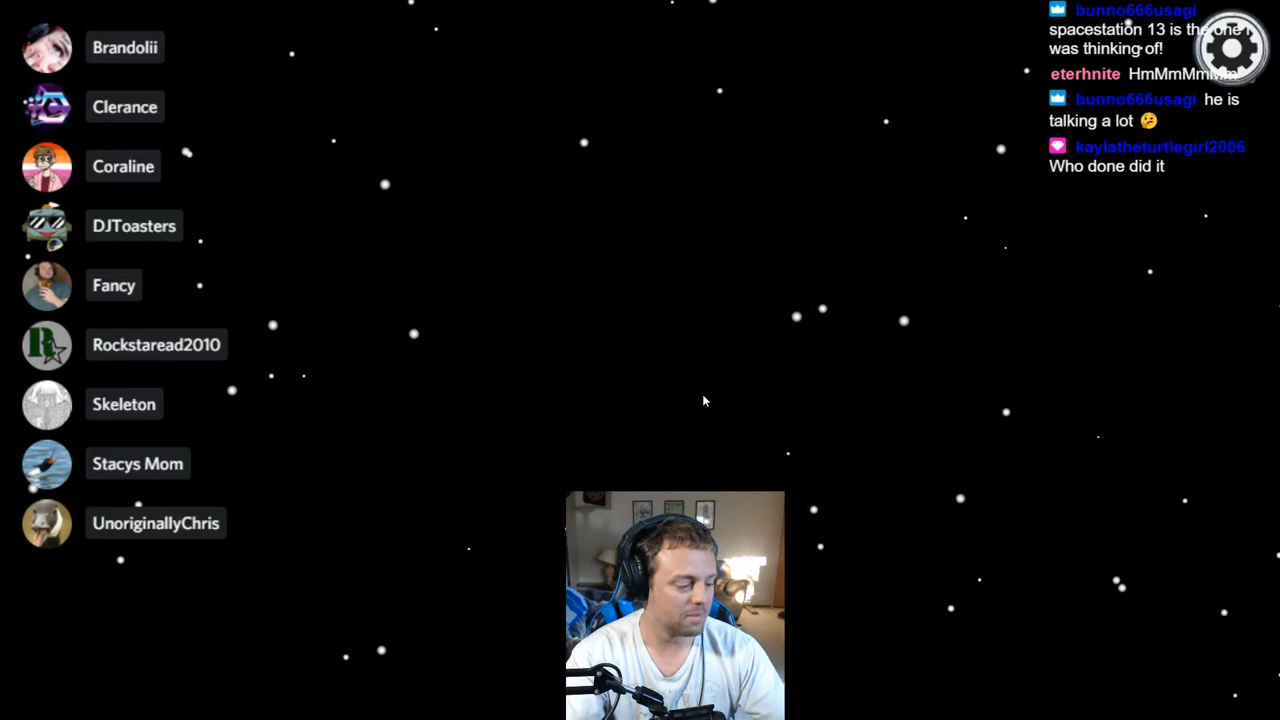 Brandolii
Clerance
Coraline
DJToasters
Fancy
Rockstaread2010
Skeleton
Stacys Mom
UnoriginallyChris
bunno666usagi
spacestation 13 is the one I
was thinking of!
eterhnite HmMmMmMm
bunno666usagi he is
talking a lot 🤔
kaylatheturtlegirl2006
Who done did it